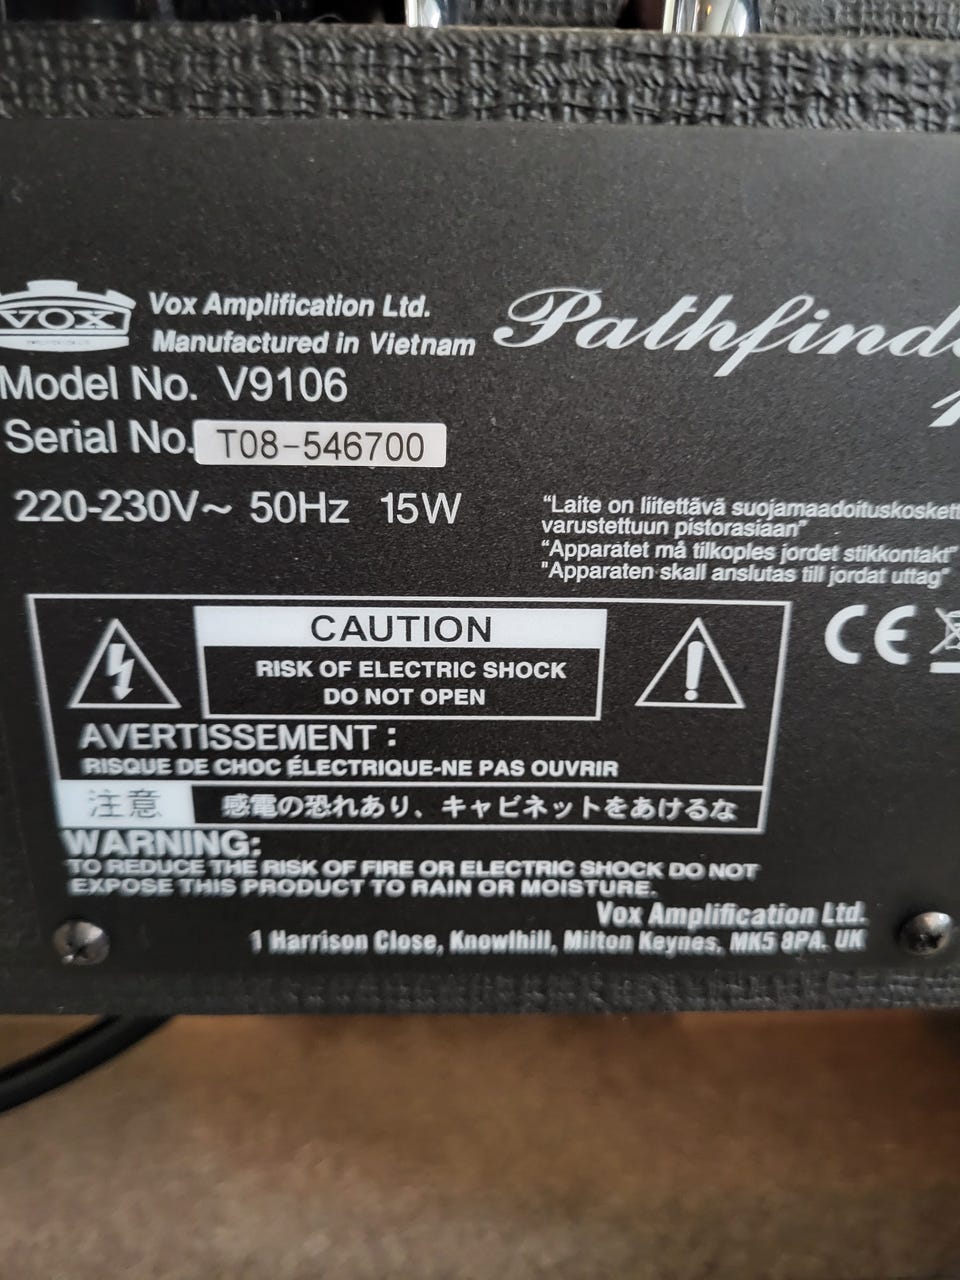 VOX
Vox Amplification Ltd.
Manufactured in Vietnam
Model No. V9106
Serial No. T08-546700
220-230V~ 50Hz 15W
Pathfinde
"Laite on liitettävä suojamaadoituskoskett
varustettuun pistorasiaan"
"Apparatet må tilkoples jordet stikkontakt"
"Apparaten skall anslutas till jordat uttag"
CE
CAUTION
RISK OF ELECTRIC SHOCK
DO NOT OPEN
AVERTISSEMENT :
RISQUE DE CHOC ÉLECTRIQUE-NE PAS OUVRIR
注意 感電の恐れあり、キャビネットをあけるな
WARNING:
TO REDUCE THE RISK OF FIRE OR ELECTRIC SHOCK DO NOT
EXPOSE THIS PRODUCT TO RAIN OR MOISTURE.
Vox Amplification Ltd.
1 Harrison Close, Knowlhill, Milton Keynes, MK5 8PA. UK